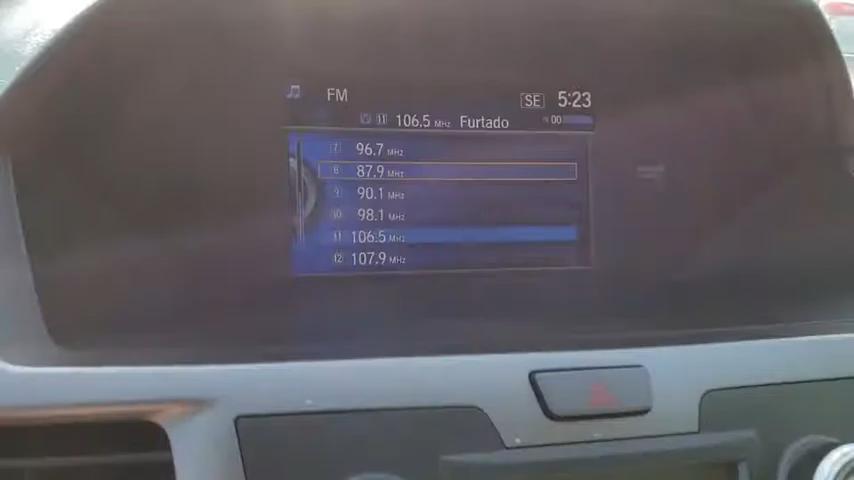 FM SE 5:23
11 106.5 MHz Furtado 00
7 96.7 MHz
8 87.9 MHz
9 90.1 MHz
10 98.1 MHz
11 106.5 MHz
12 107.9 MHz